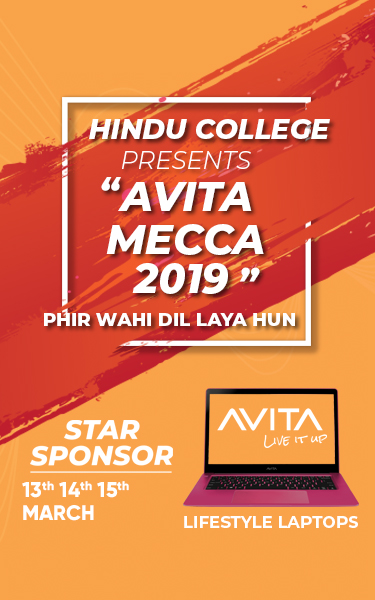 HINDU COLLEGE
PRESENTS
“AVITA
MECCA
2019”
PHIR WAHI DIL LAYA HUN
STAR
SPONSOR
13th 14th 15th
MARCH
AVITA
LIVE IT UP
AVITA
LIFESTYLE LAPTOPS